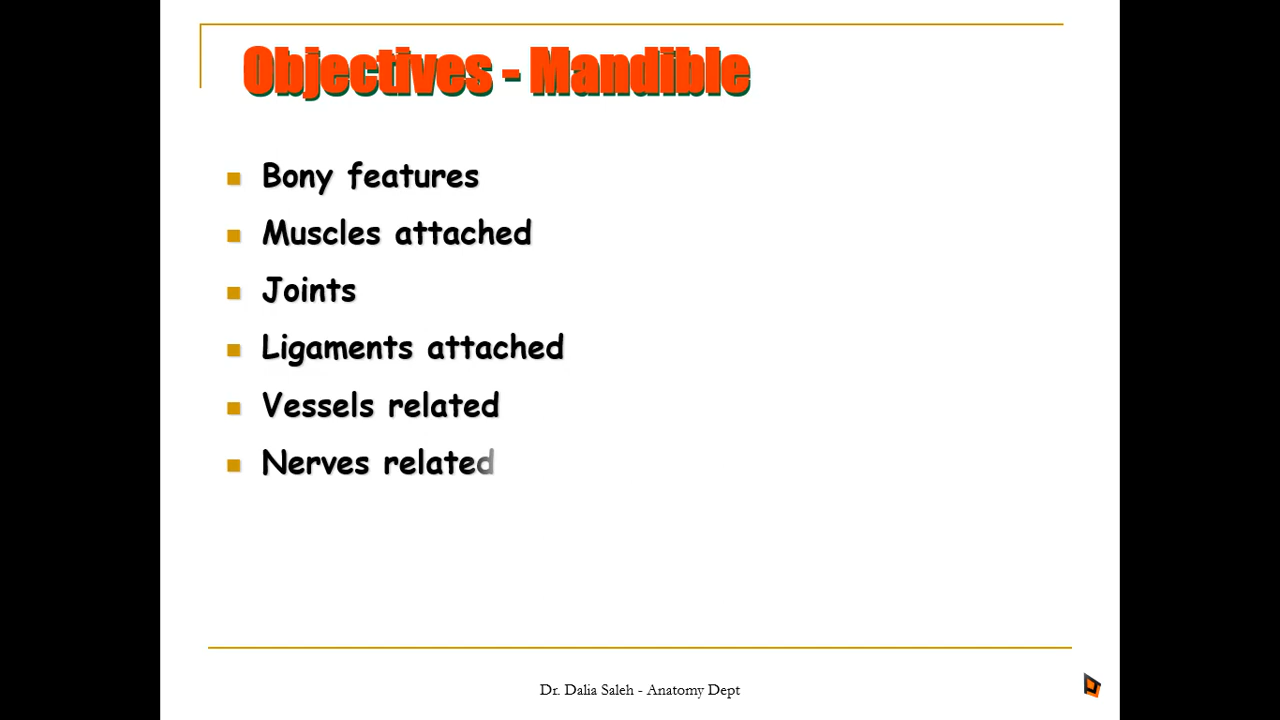 Objectives - Mandible
Bony features
Muscles attached
Joints
Ligaments attached
Vessels related
Nerves related
Dr. Dalia Saleh - Anatomy Dept